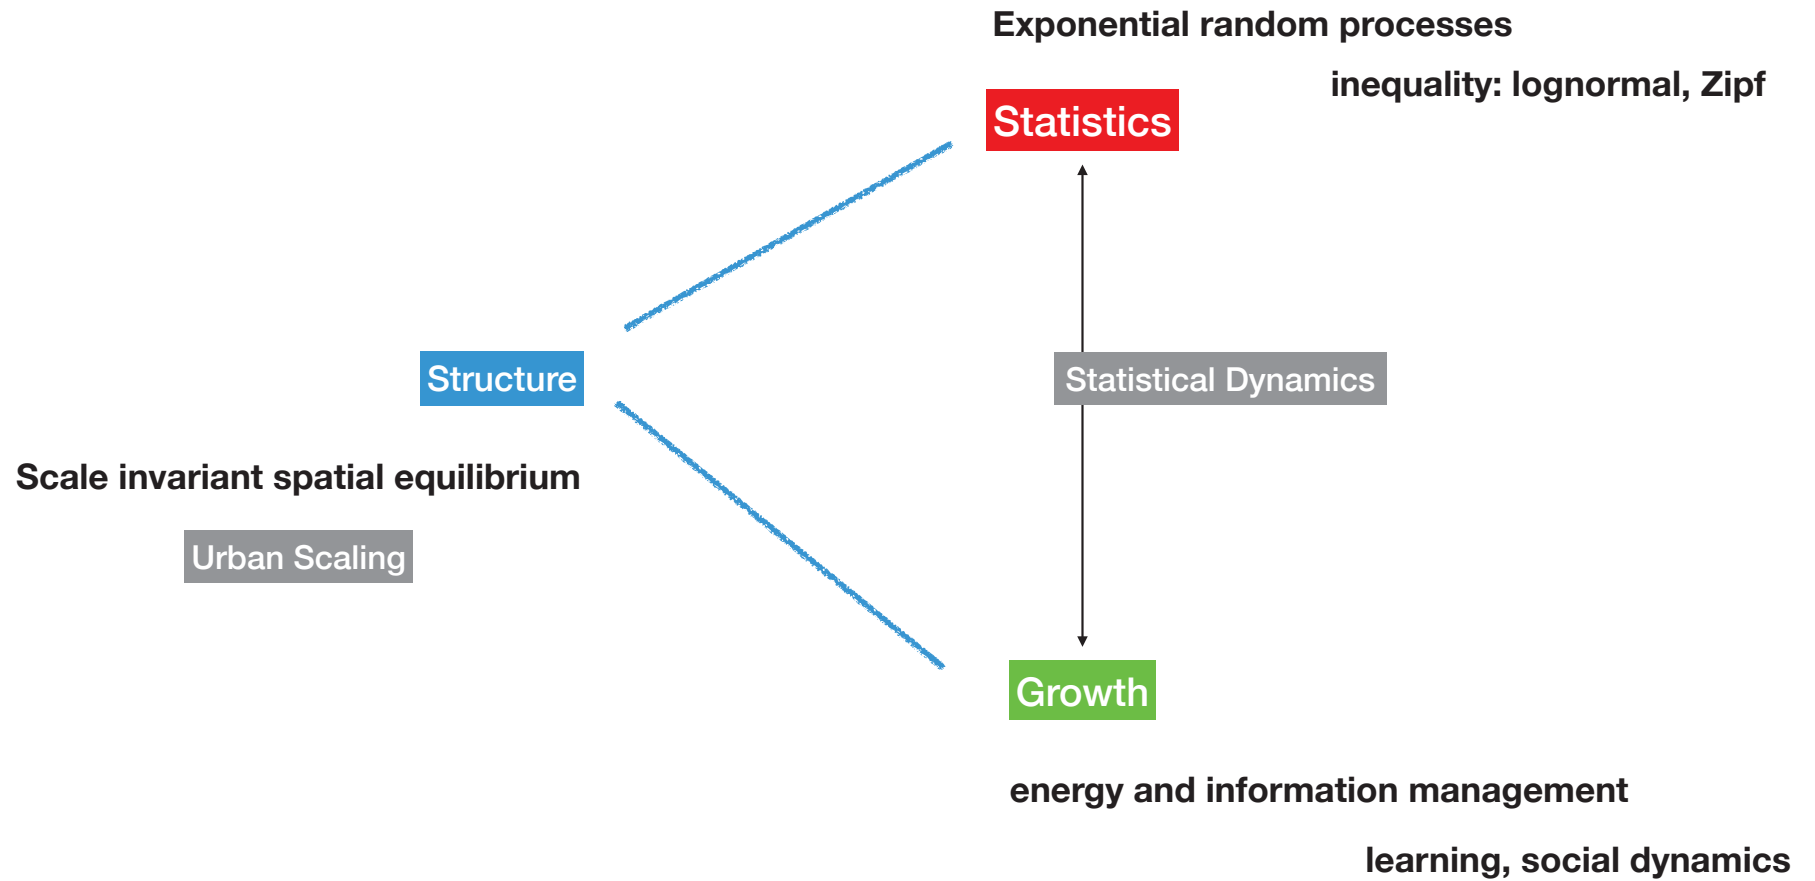 Exponential random processes
inequality: lognormal, Zipf
Statistics
Structure
Statistical Dynamics
Scale invariant spatial equilibrium
Urban Scaling
Growth
energy and information management
learning, social dynamics